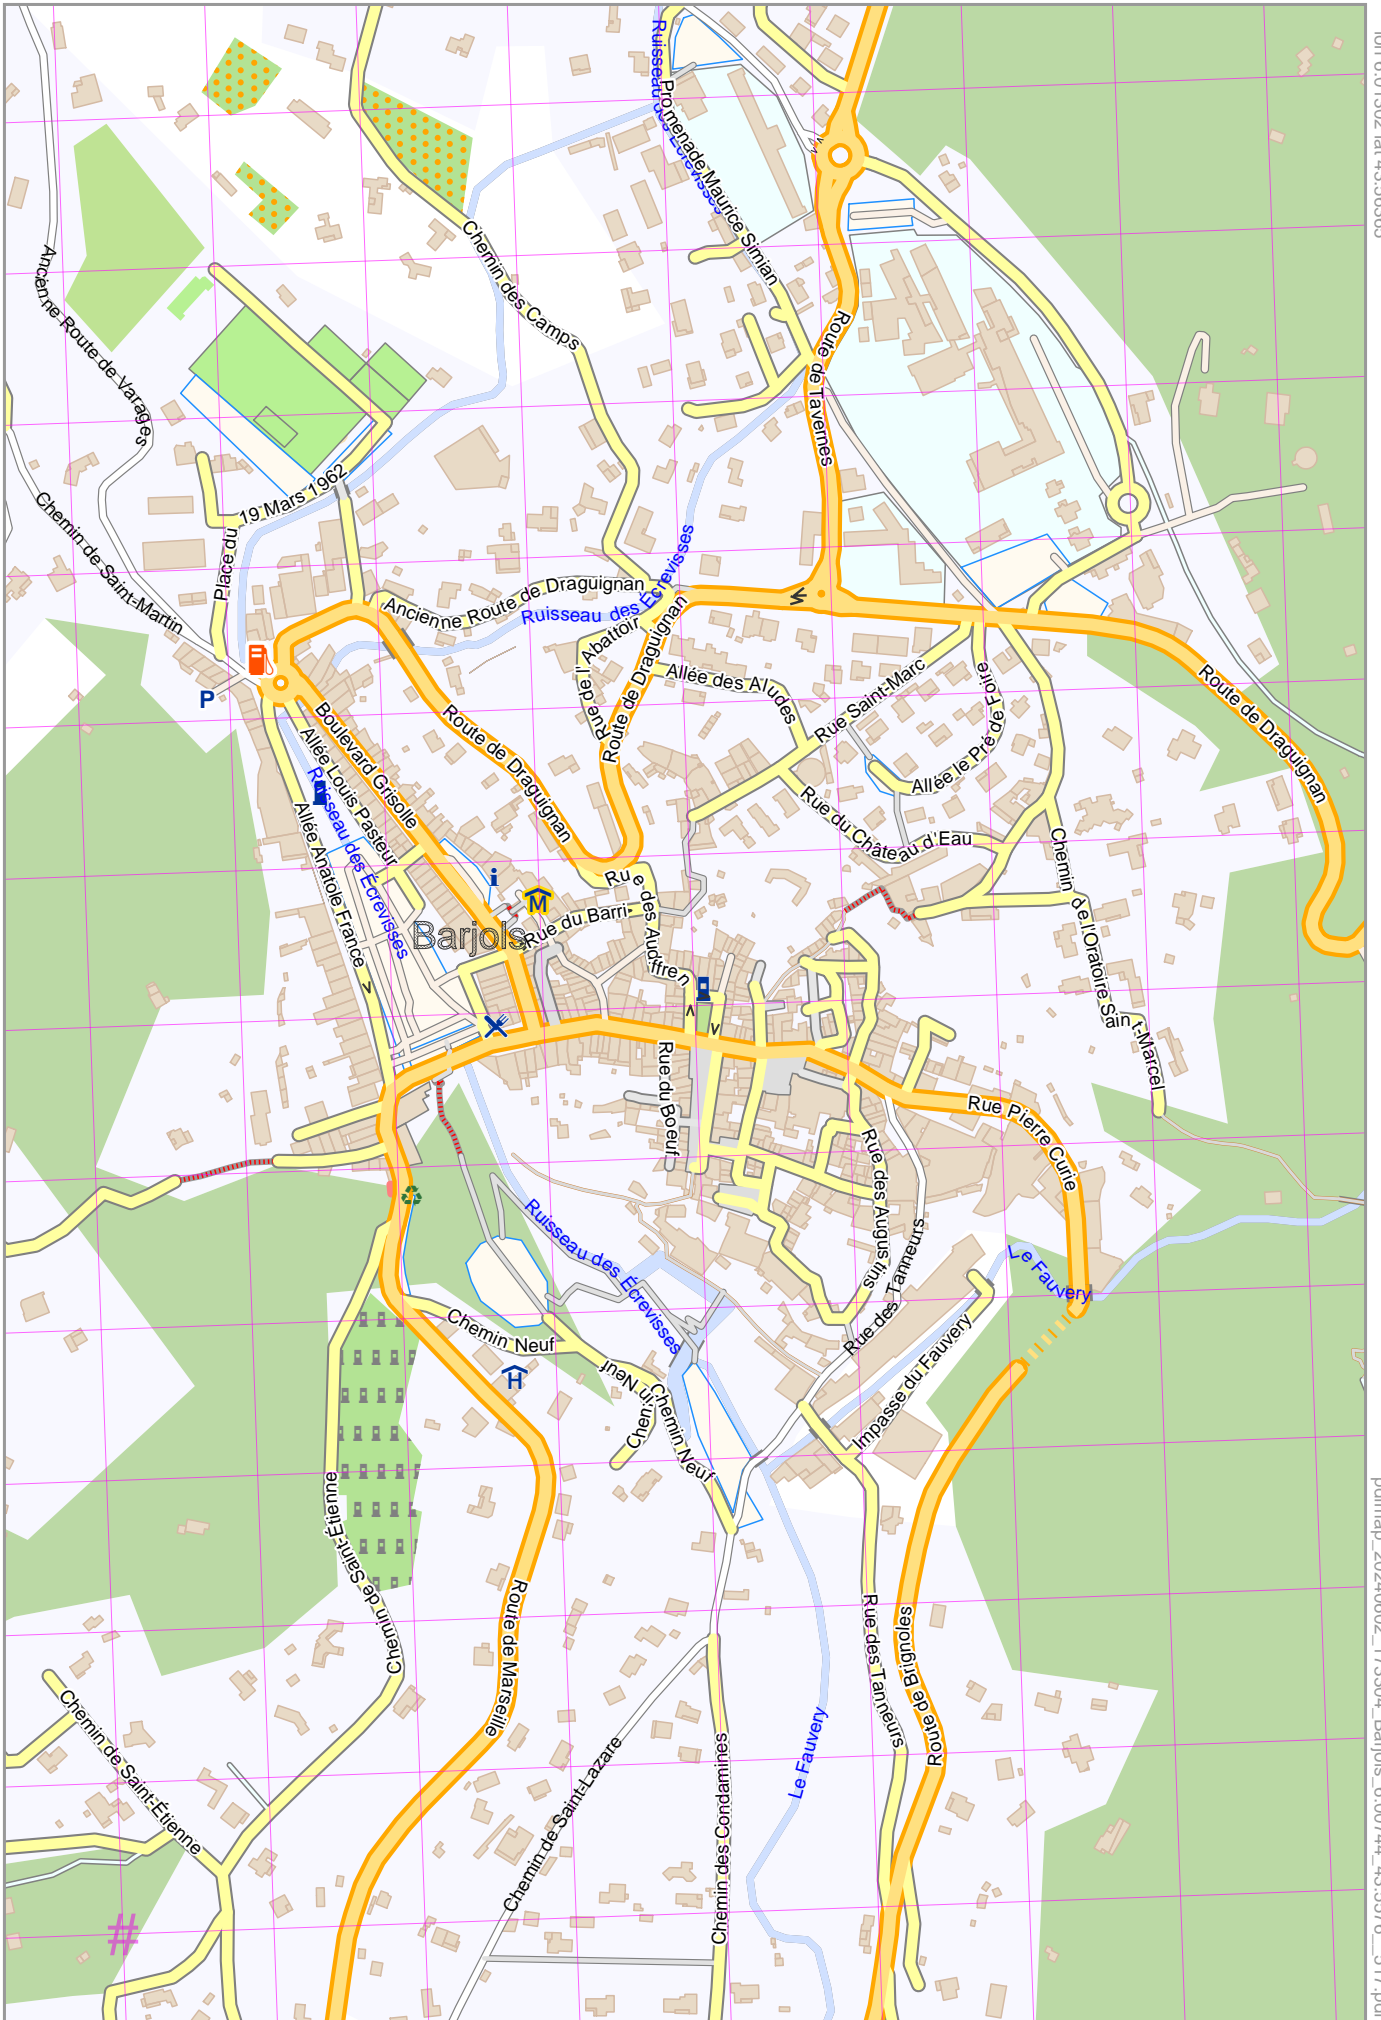 Ruisseau des Écrevisses
Promenade Maurice Simian
Ancienne Route de Varages
Chemin des Camps
Route de Tavernes
Chemin de Saint-Martin
Place du 19 Mars 1962
Ancienne Route de Draguignan
Ruisseau des Écrevisses
Rue de l'Abattoir
Route de Draguignan
Allée des Aludes
Rue Saint-Marc
Allée le Pré de Foire
Route de Draguignan
P
Boulevard Grisolle
Route de Draguignan
Allée Louis Pasteur
Allée Anatole France
Ruisseau des Écrevisses
Rue du Château d'Eau
Chemin de l'Oratoire Saint-Marcel
i
M
Rue des Auffren
Rue du Barri
Barjols
Rue du Boeuf
Rue Pierre Curie
Rue des Augustins
Rue des Tanneurs
Ruisseau des Écrevisses
Le Fauvery
Chemin Neuf
H
Chemin Neuf
Chemin Neuf
Impasse du Fauvery
Chemin de Saint-Étienne
Route de Marseille
Rue des Tanneurs
Route de Brignoles
Chemin de Saint-Étienne
Chemin de Saint-Lazare
Chemin des Condamines
Le Fauvery
#